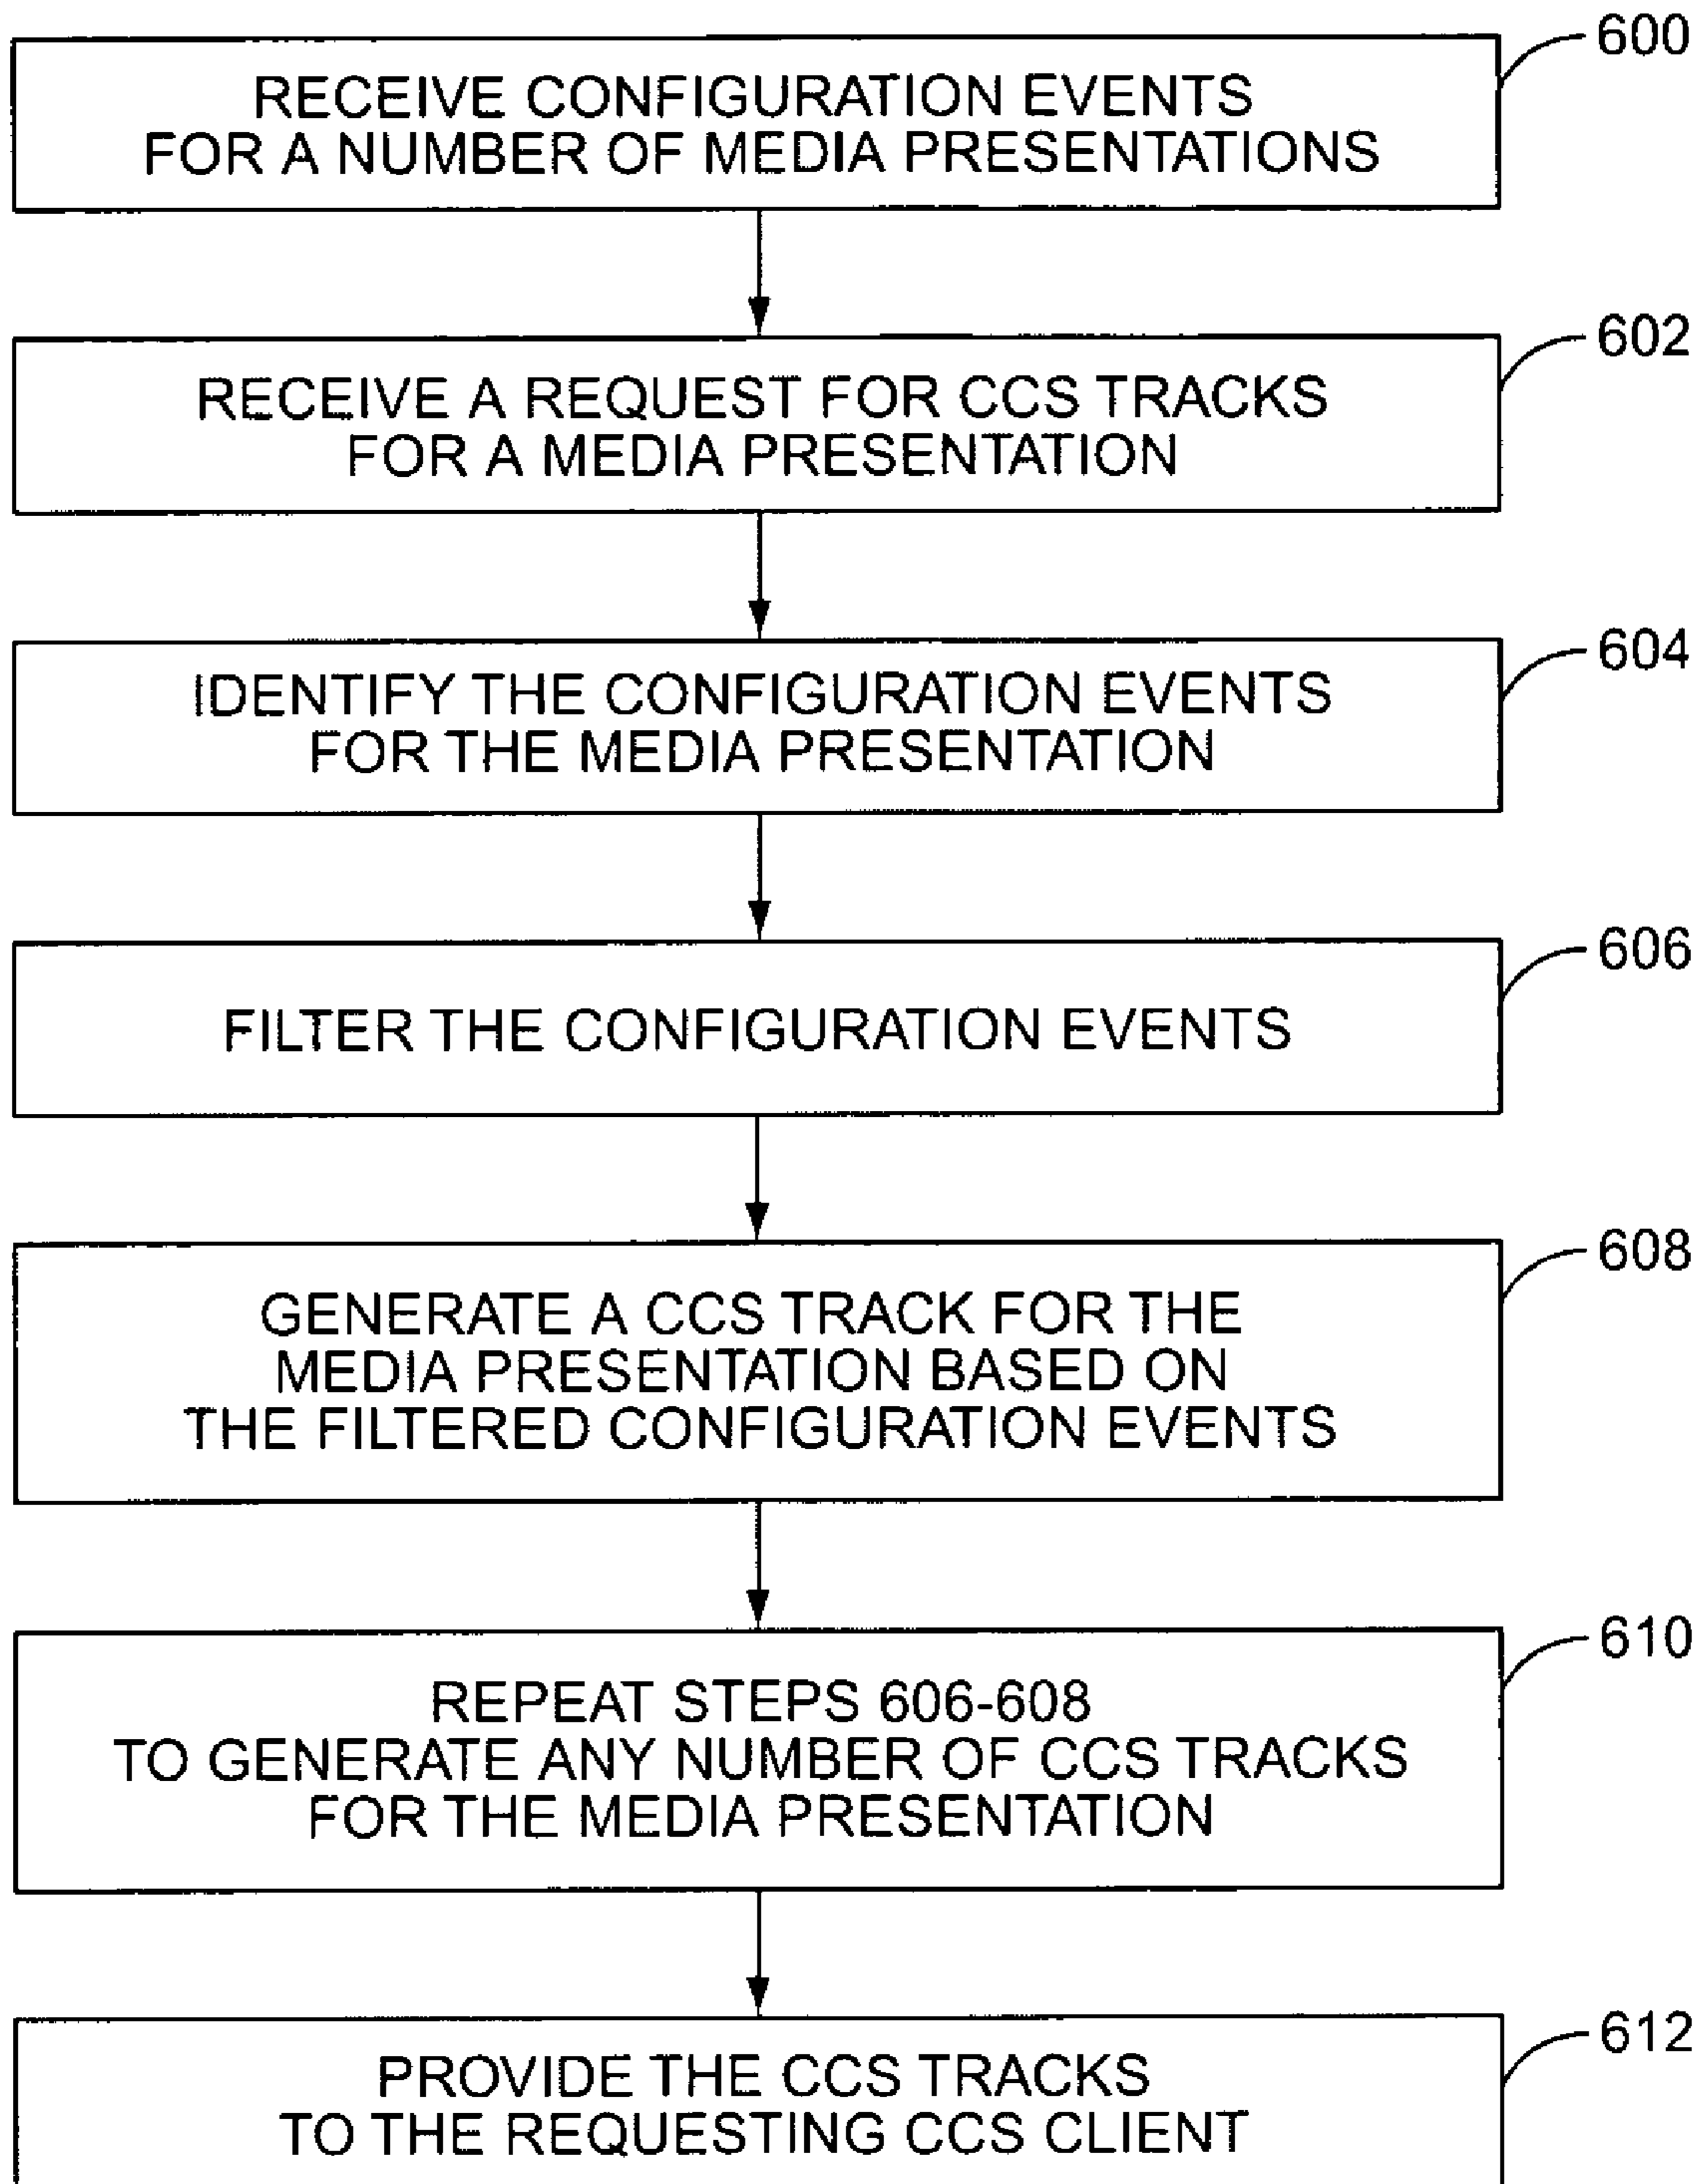 600
RECEIVE CONFIGURATION EVENTS
FOR A NUMBER OF MEDIA PRESENTATIONS
602
RECEIVE A REQUEST FOR CCS TRACKS
FOR A MEDIA PRESENTATION
604
IDENTIFY THE CONFIGURATION EVENTS
FOR THE MEDIA PRESENTATION
606
FILTER THE CONFIGURATION EVENTS
608
GENERATE A CCS TRACK FOR THE
MEDIA PRESENTATION BASED ON
THE FILTERED CONFIGURATION EVENTS
610
REPEAT STEPS 606-608
TO GENERATE ANY NUMBER OF CCS TRACKS
FOR THE MEDIA PRESENTATION
612
PROVIDE THE CCS TRACKS
TO THE REQUESTING CCS CLIENT